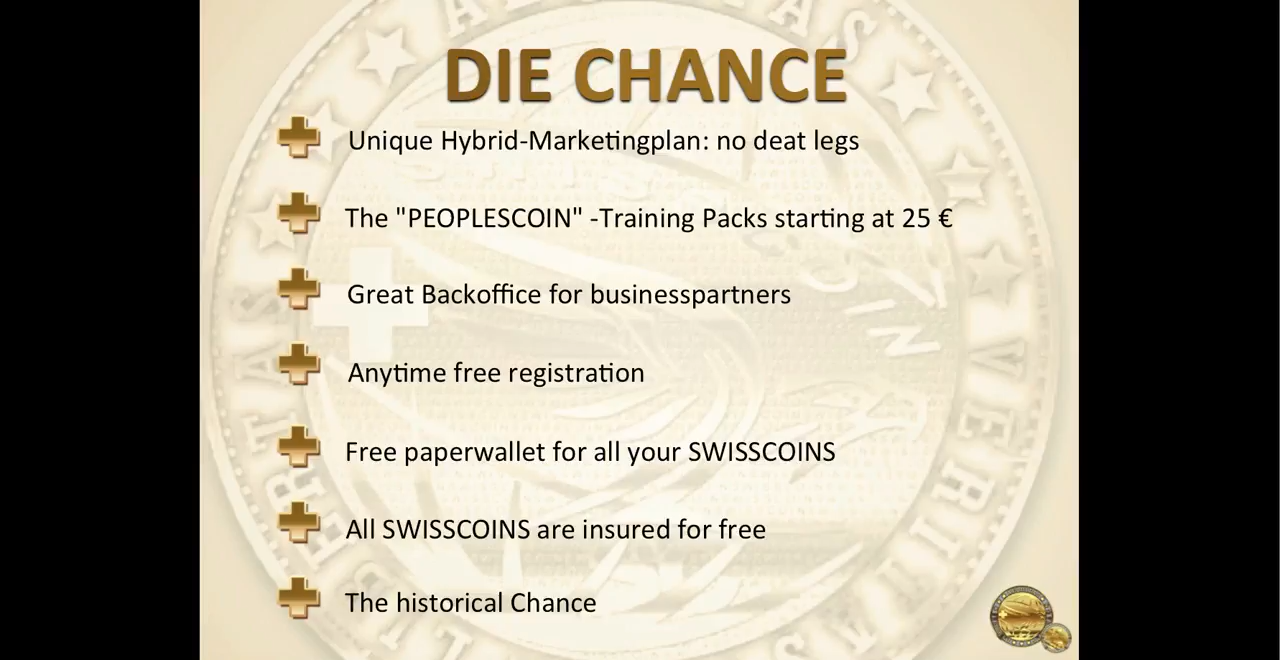 DIE CHANCE
Unique Hybrid-Marketingplan: no deat legs
The "PEOPLESCOIN" -Training Packs starting at 25 €
Great Backoffice for businesspartners
Anytime free registration
Free paperwallet for all your SWISSCOINS
All SWISSCOINS are insured for free
The historical Chance